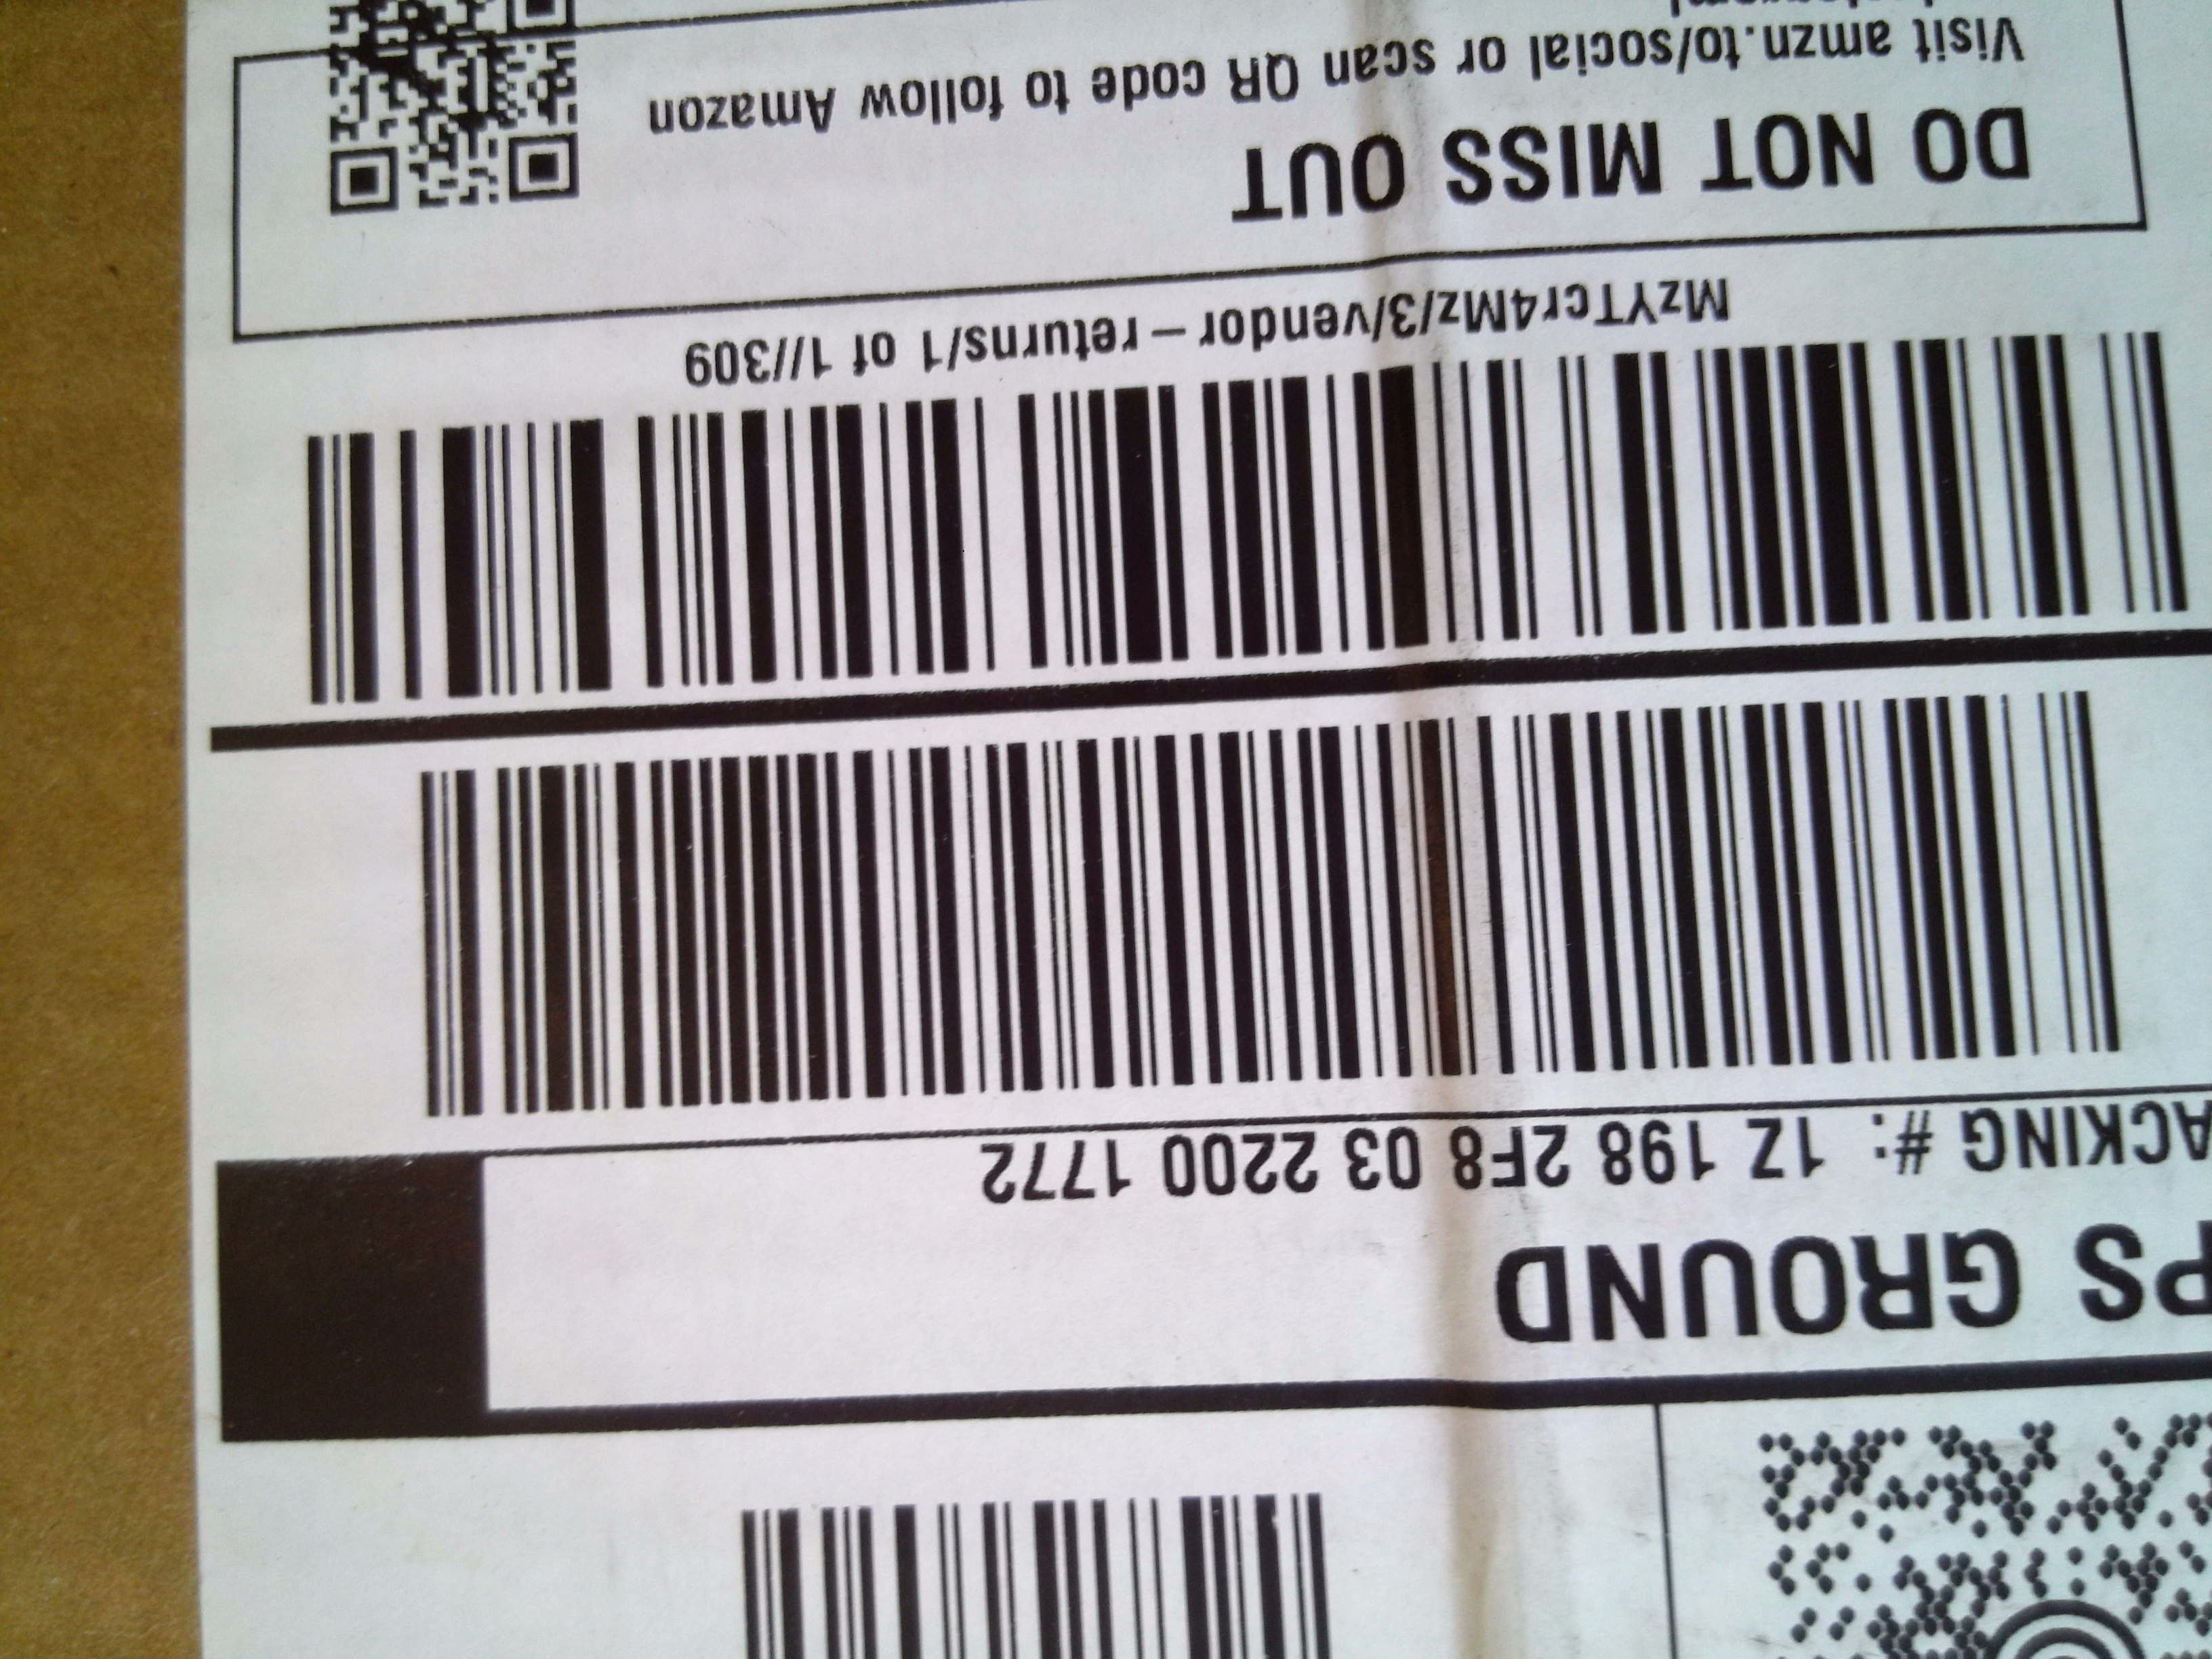 PS GROUND
ACKING #: 1Z 198 2F8 03 2200 1772
MzYTcr4Mz/3/vendor-returns/1 of 1//309
DO NOT MISS OUT
Visit amzn.to/social or scan QR code to follow Amazon